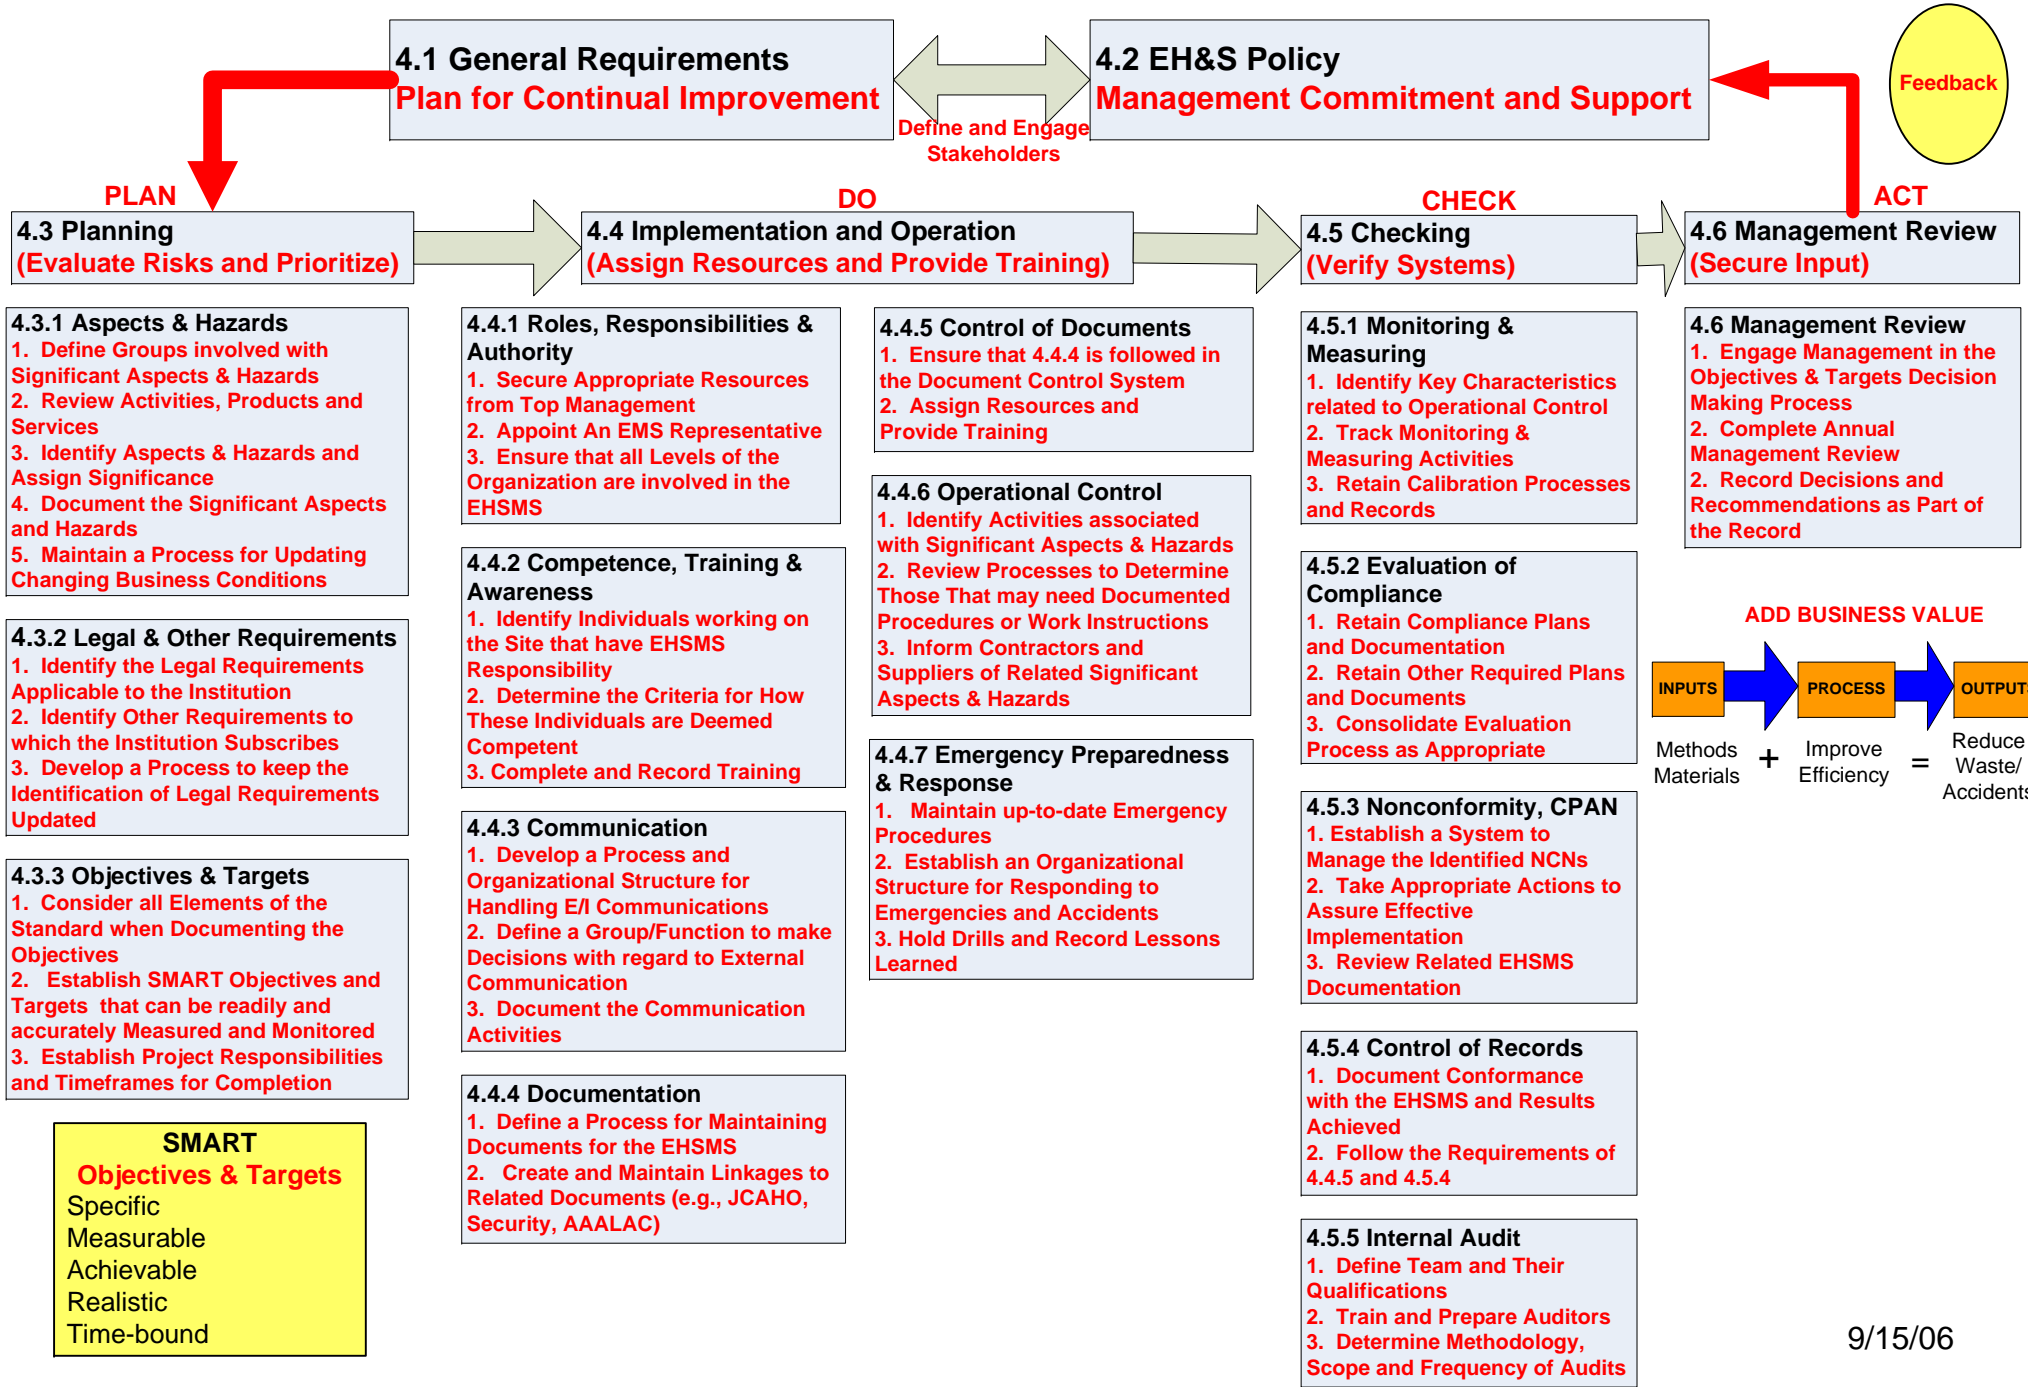 4.1 General Requirements
Plan for Continual Improvement
4.2 EH&S Policy
Management Commitment and Support
Feedback
Define and Engage
Stakeholders
PLAN
DO
CHECK
ACT
4.3 Planning
(Evaluate Risks and Prioritize)
4.4 Implementation and Operation
(Assign Resources and Provide Training)
4.5 Checking
(Verify Systems)
4.6 Management Review
(Secure Input)
4.3.1 Aspects & Hazards
1. Define Groups involved with
Significant Aspects & Hazards
2. Review Activities, Products and
Services
3. Identify Aspects & Hazards and
Assign Significance
4. Document the Significant Aspects
and Hazards
5. Maintain a Process for Updating
Changing Business Conditions
4.3.2 Legal & Other Requirements
1. Identify the Legal Requirements
Applicable to the Institution
2. Identify Other Requirements to
which the Institution Subscribes
3. Develop a Process to keep the
Identification of Legal Requirements
Updated
4.3.3 Objectives & Targets
1. Consider all Elements of the
Standard when Documenting the
Objectives
2. Establish SMART Objectives and
Targets that can be readily and
accurately Measured and Monitored
3. Establish Project Responsibilities
and Timeframes for Completion
SMART
Objectives & Targets
Specific
Measurable
Achievable
Realistic
Time-bound
4.4.1 Roles, Responsibilities &
Authority
1. Secure Appropriate Resources
from Top Management
2. Appoint An EMS Representative
3. Ensure that all Levels of the
Organization are involved in the
EHSMS
4.4.2 Competence, Training &
Awareness
1. Identify Individuals working on
the Site that have EHSMS
Responsibility
2. Determine the Criteria for How
These Individuals are Deemed
Competent
3. Complete and Record Training
4.4.3 Communication
1. Develop a Process and
Organizational Structure for
Handling E/I Communications
2. Define a Group/Function to make
Decisions with regard to External
Communication
3. Document the Communication
Activities
4.4.4 Documentation
1. Define a Process for Maintaining
Documents for the EHSMS
2. Create and Maintain Linkages to
Related Documents (e.g., JCAHO,
Security, AAALAC)
4.4.5 Control of Documents
1. Ensure that 4.4.4 is followed in
the Document Control System
2. Assign Resources and
Provide Training
4.4.6 Operational Control
1. Identify Activities associated
with Significant Aspects & Hazards
2. Review Processes to Determine
Those That may need Documented
Procedures or Work Instructions
3. Inform Contractors and
Suppliers of Related Significant
Aspects & Hazards
4.4.7 Emergency Preparedness
& Response
1. Maintain up-to-date Emergency
Procedures
2. Establish an Organizational
Structure for Responding to
Emergencies and Accidents
3. Hold Drills and Record Lessons
Learned
4.5.1 Monitoring &
Measuring
1. Identify Key Characteristics
related to Operational Control
2. Track Monitoring &
Measuring Activities
3. Retain Calibration Processes
and Records
4.5.2 Evaluation of
Compliance
1. Retain Compliance Plans
and Documentation
2. Retain Other Required Plans
and Documents
3. Consolidate Evaluation
Process as Appropriate
4.5.3 Nonconformity, CPAN
1. Establish a System to
Manage the Identified NCNs
2. Take Appropriate Actions to
Assure Effective
Implementation
3. Review Related EHSMS
Documentation
4.5.4 Control of Records
1. Document Conformance
with the EHSMS and Results
Achieved
2. Follow the Requirements of
4.4.5 and 4.5.4
4.5.5 Internal Audit
1. Define Team and Their
Qualifications
2. Train and Prepare Auditors
3. Determine Methodology,
Scope and Frequency of Audits
4.6 Management Review
1. Engage Management in the
Objectives & Targets Decision
Making Process
2. Complete Annual
Management Review
2. Record Decisions and
Recommendations as Part of
the Record
ADD BUSINESS VALUE
INPUTS
PROCESS
OUTPUTS
Methods
Materials
+
Improve
Efficiency
=
Reduce
Waste/
Accidents
9/15/06